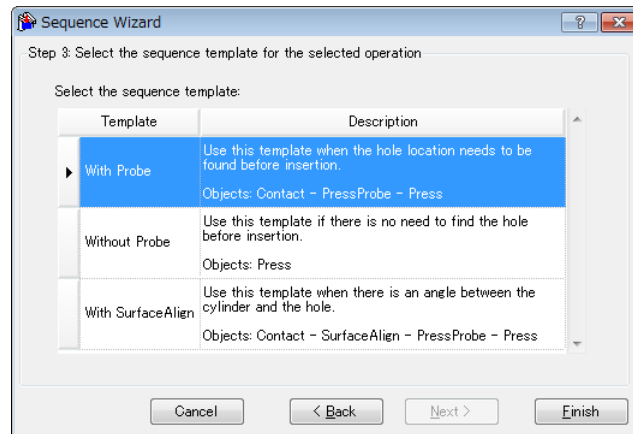 Sequence Wizard
Step 3: Select the sequence template for the selected operation
Select the sequence template:
Template Description
With Probe
Use this template when the hole location needs to be
found before insertion.
Objects: Contact - PressProbe - Press
Without Probe
Use this template if there is no need to find the hole
before insertion.
Objects: Press
With SurfaceAlign
Use this template when there is an angle between the
cylinder and the hole.
Objects: Contact - SurfaceAlign - PressProbe - Press
Cancel < Back Next > Finish